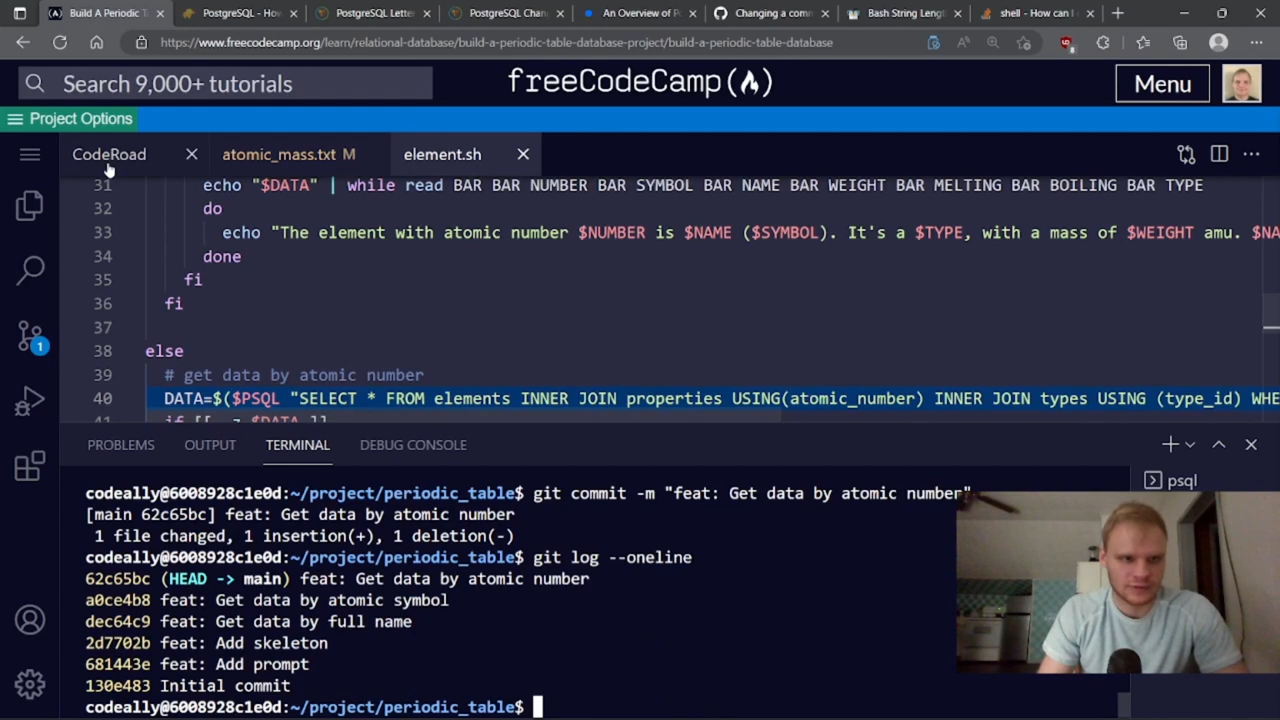 Build A Periodic T
PostgreSQL - How
PostgreSQL Lette
PostgreSQL Chan
An Overview of P
Changing a comm
Bash String Leng
shell - How can I
https://www.freecodecamp.org/learn/relational-database/build-a-periodic-table-database-project/build-a-periodic-table-database
Search 9,000+ tutorials
freeCodeCamp
Menu
Project Options
CodeRoad
atomic_mass.txt M
element.sh
31 echo "$DATA" | while read BAR BAR NUMBER BAR SYMBOL BAR NAME BAR WEIGHT BAR MELTING BAR BOILING BAR TYPE
32 do
33 echo "The element with atomic number $NUMBER is $NAME ($SYMBOL). It's a $TYPE, with a mass of $WEIGHT amu. $NA
34 done
35 fi
36 fi
37
38 else
39 # get data by atomic number
40 DATA=$($PSQL "SELECT * FROM elements INNER JOIN properties USING(atomic_number) INNER JOIN types USING (type_id) WHE
41 if [[ -z $DATA ]]
1
PROBLEMS OUTPUT TERMINAL DEBUG CONSOLE
psql
codeally@6008928c1e0d:~/project/periodic_table$ git commit -m "feat: Get data by atomic number"
[main 62c65bc] feat: Get data by atomic number
1 file changed, 1 insertion(+), 1 deletion(-)
codeally@6008928c1e0d:~/project/periodic_table$ git log --oneline
62c65bc (HEAD -> main) feat: Get data by atomic number
a0ce4b8 feat: Get data by atomic symbol
dec64c9 feat: Get data by full name
2d7702b feat: Add skeleton
681443e feat: Add prompt
130e483 Initial commit
codeally@6008928c1e0d:~/project/periodic_table$